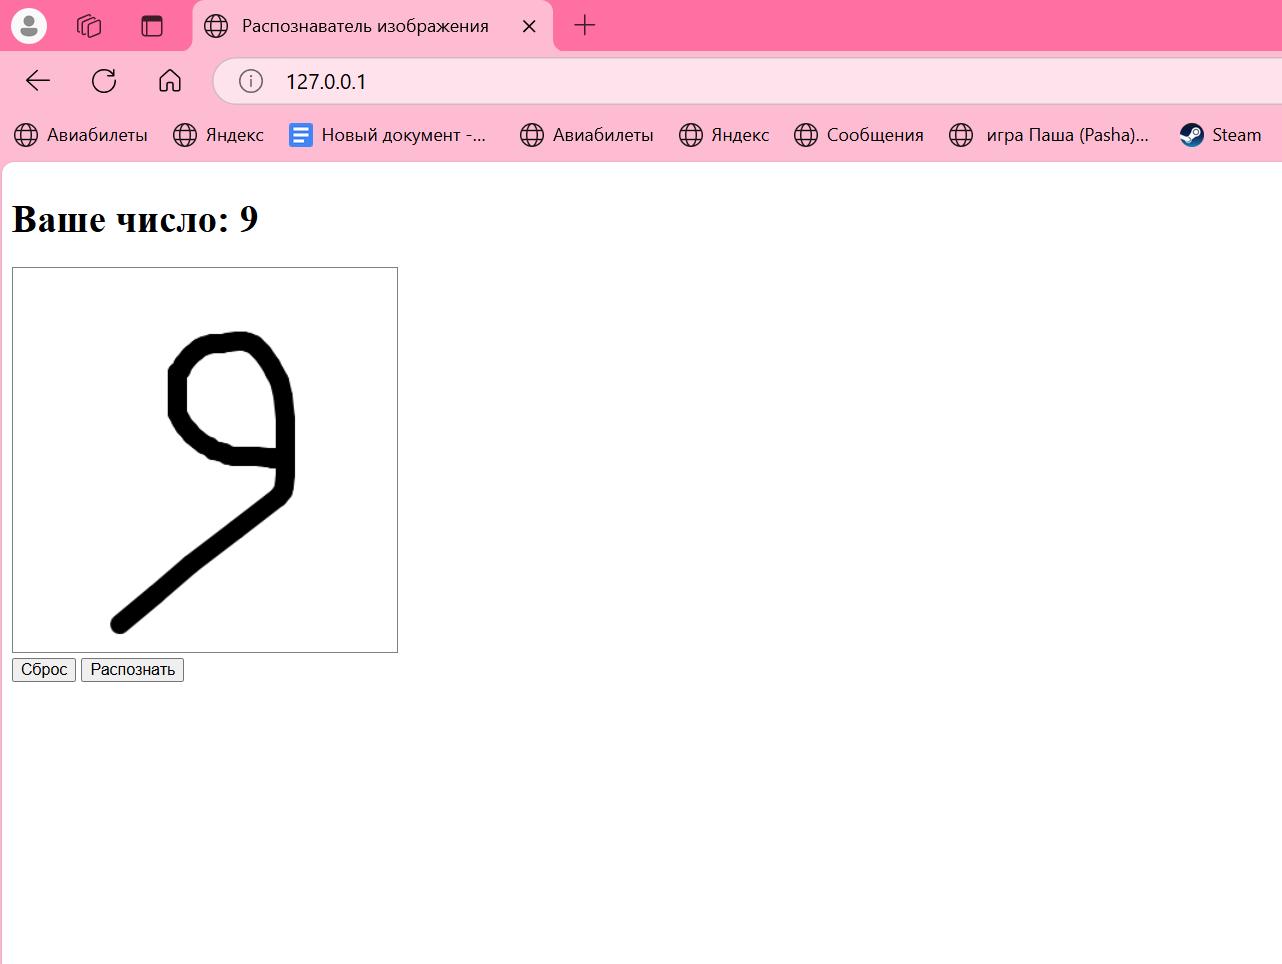 Распознаватель изображения
127.0.0.1
Авиабилеты Яндекс Новый документ -... Авиабилеты Яндекс Сообщения игра Паша (Pasha)... Steam
Ваше число: 9
9
Сброс Распознать